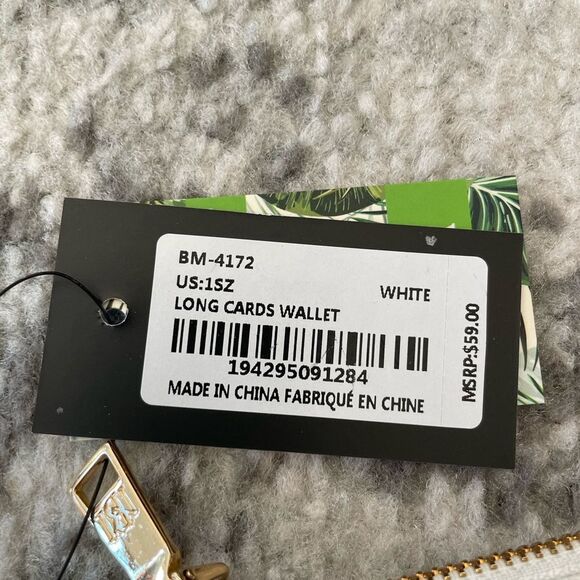 BM-4172
US:1SZ WHITE
LONG CARDS WALLET
194295091284
MADE IN CHINA FABRIQUÉ EN CHINE
MSRP:$59.00